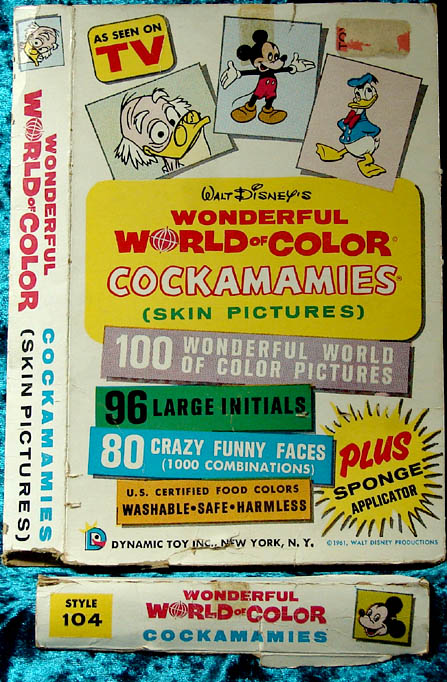 AS SEEN ON
TV
WALT DISNEY'S
WONDERFUL
WORLD OF COLOR ©
COCKAMAMIES®
(SKIN PICTURES)
100 WONDERFUL WORLD
OF COLOR PICTURES
96 LARGE INITIALS
80 CRAZY FUNNY FACES
(1000 COMBINATIONS)
U.S. CERTIFIED FOOD COLORS
WASHABLE•SAFE•HARMLESS
PLUS
SPONGE
APPLICATOR
DYNAMIC TOY INC., NEW YORK, N. Y.
©1961, WALT DISNEY PRODUCTIONS
WONDERFUL
WORLD OF COLOR
COCKAMAMIES
(SKIN PICTURES)
STYLE
104
WONDERFUL
WORLD OF COLOR
COCKAMAMIES